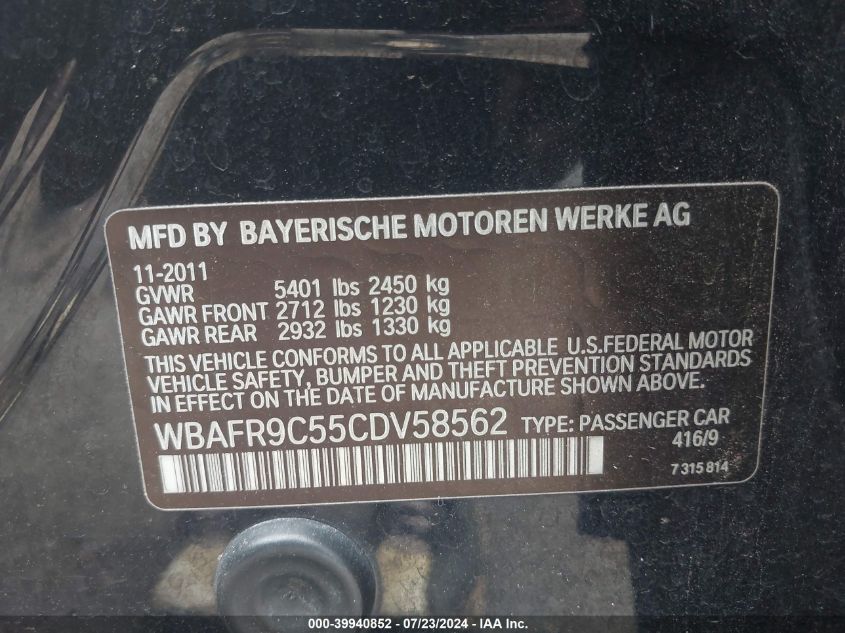 MFD BY BAYERISCHE MOTOREN WERKE AG
11-2011
GVWR 5401 lbs 2450 kg
GAWR FRONT 2712 lbs 1230 kg
GAWR REAR 2932 lbs 1330 kg
THIS VEHICLE CONFORMS TO ALL APPLICABLE U.S.FEDERAL MOTOR
VEHICLE SAFETY, BUMPER AND THEFT PREVENTION STANDARDS
IN EFFECT ON THE DATE OF MANUFACTURE SHOWN ABOVE.
WBAFR9C55CDV58562 TYPE: PASSENGER CAR
416/9
7 315 814
000-39940852 / 07/23/2024 / IAA Inc.